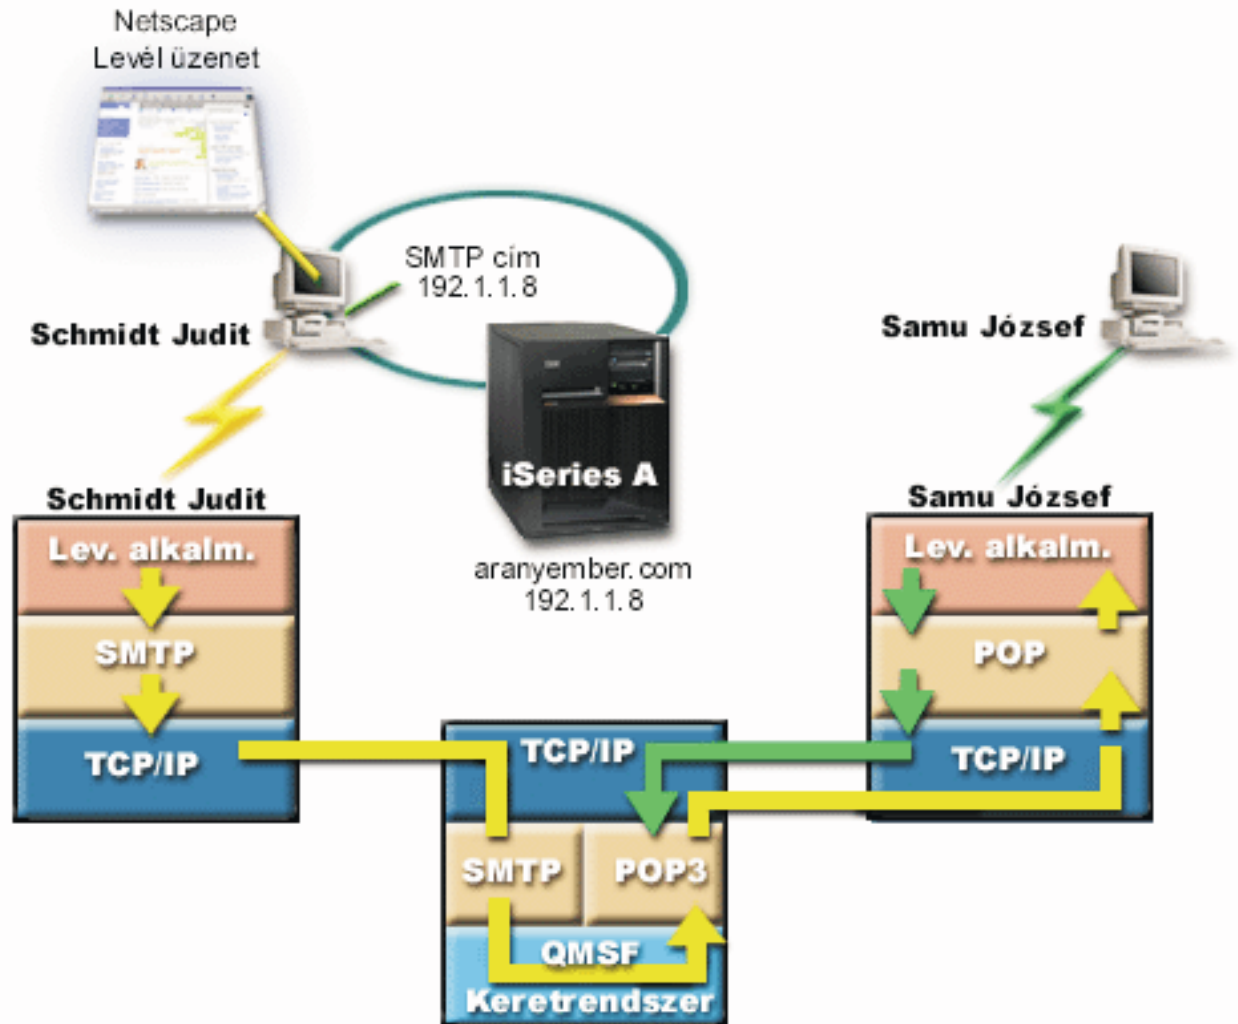 Netscape
Levél üzenet
SMTP cím
192.1.1.8
Schmidt Judit
Samu József
iSeries A
aranyember.com
192.1.1.8
Schmidt Judit
Lev. alkalm.
SMTP
TCP/IP
TCP/IP
SMTP
POP3
QMSF
Keretrendszer
Samu József
Lev. alkalm.
POP
TCP/IP